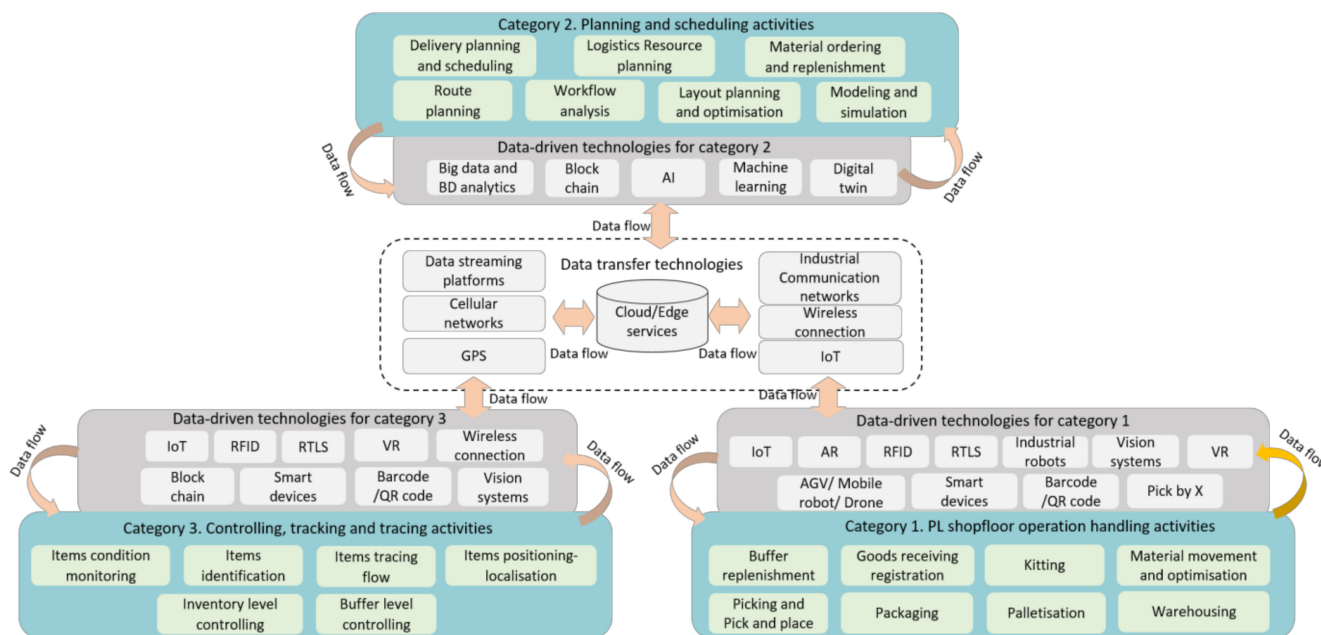 Category 2. Planning and scheduling activities
Delivery planning
and scheduling
Logistics Resource
planning
Material ordering
and replenishment
Route
planning
Workflow
analysis
Layout planning
and optimisation
Modeling and
simulation
Data flow
Data flow
Data-driven technologies for category 2
Big data and
BD analytics
Block
chain
AI
Machine
learning
Digital
twin
Data flow
Data transfer technologies
Data streaming
platforms
Cellular
networks
GPS
Cloud/Edge
services
Data flow
Data flow
Industrial
Communication
networks
Wireless
connection
IoT
Data flow
Data flow
Data-driven technologies for category 3
Data flow
Data flow
IoT
RFID
RTLS
VR
Wireless
connection
Block
chain
Smart
devices
Barcode
/QR code
Vision
systems
Category 3. Controlling, tracking and tracing activities
Items condition
monitoring
Items
identification
Items tracing
flow
Items positioning-
localisation
Inventory level
controlling
Buffer level
controlling
Data-driven technologies for category 1
Data flow
Data flow
IoT
AR
RFID
RTLS
Industrial
robots
Vision
systems
VR
AGV/ Mobile
robot/ Drone
Smart
devices
Barcode
/QR code
Pick by X
Category 1. PL shopfloor operation handling activities
Buffer
replenishment
Goods receiving
registration
Kitting
Material movement
and optimisation
Picking and
Pick and place
Packaging
Palletisation
Warehousing